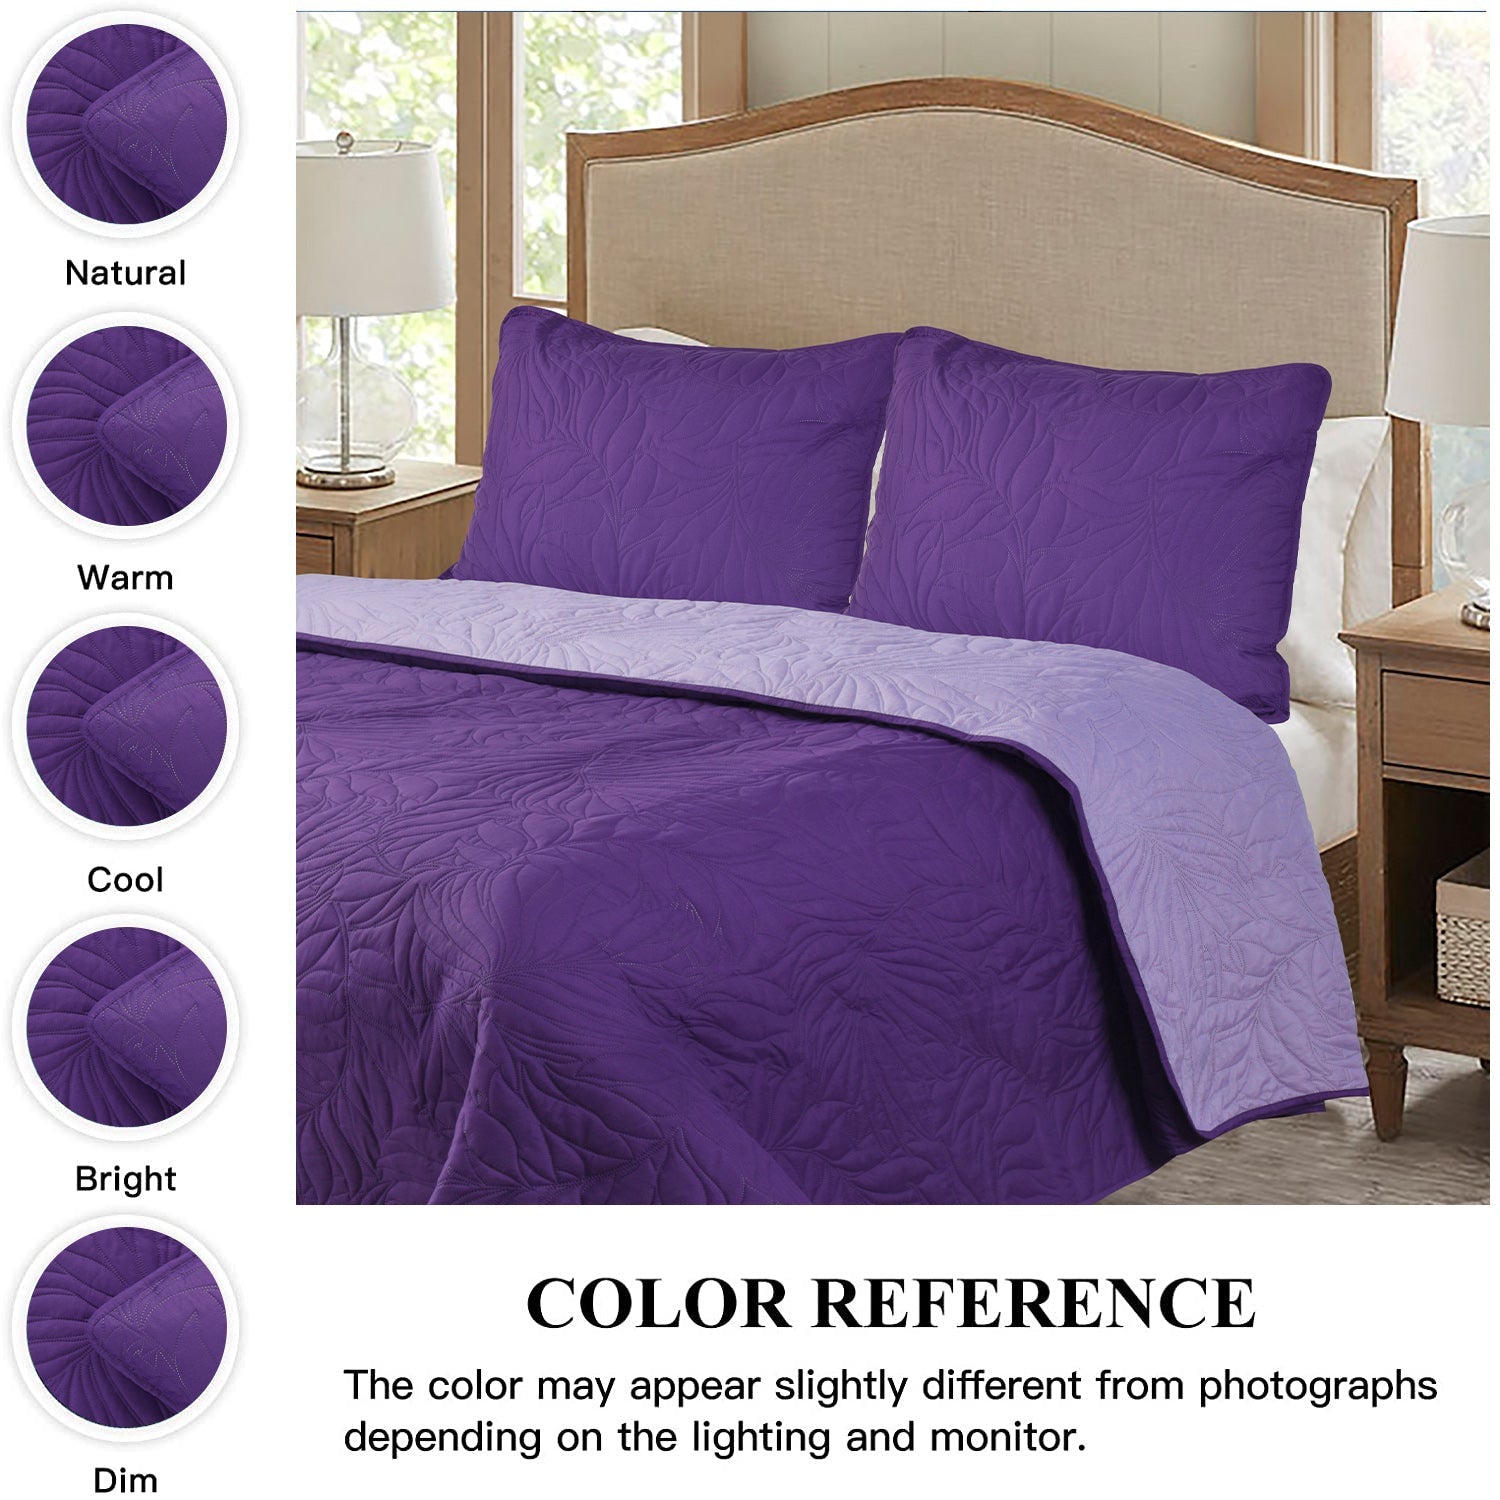 Natural
Warm
Cool
Bright
Dim
COLOR REFERENCE
The color may appear slightly different from photographs
depending on the lighting and monitor.